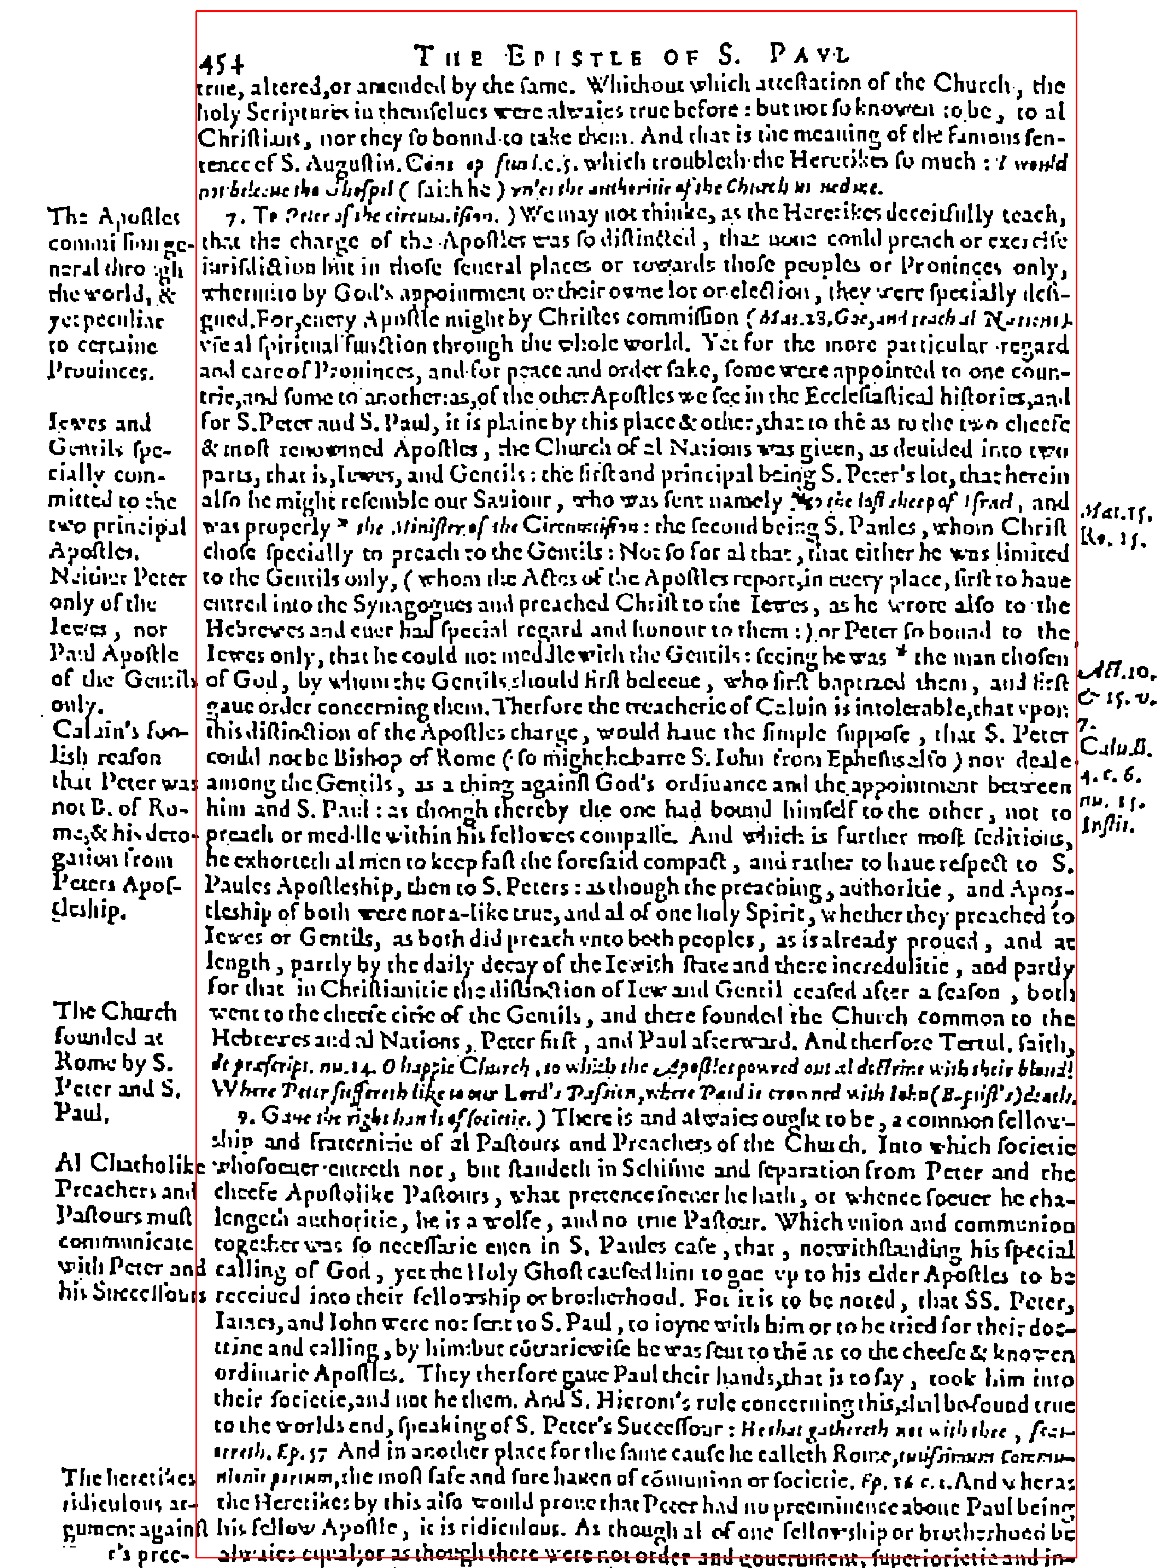 454 THE EPISTLE OF S. PAVL
true, altered, or amended by the same. Whithout which attestation of the Church, the
holy Scriptures in themselues were alwaies true before: but not so knowen to be, to al
Christians, nor they so bound to take them. And that is the meaning of the famous sen-
tence of S. Augustin. Cont. ep. fund. c. 5. which troubleth the Heretikes so much: I would
not beleeue the Ghospel (saith he) vnles the authoritie of the Church
7. To Peter of the circumcision.) We may not thinke, as the Heretikes deceitfully teach,
that the charge of the Apostles was so distincted, that none could preach or exercise
iurisdiction but in those seueral places or towards those peoples or Prouinces only,
whereunto by God's appointment or their owne lot or election, they were specially desi-
gned. For, euery Apostle might by Christes commission (Mat. 28. Goe, and teach al Nations)
vse al spiritual function through the whole world. Yet for the more particular regard
and care of Prouinces, and for peace and order sake, some were appointed to one coun-
trie, and some to another: as, of the other Apostles we see in the Ecclesiastical histories, and
for S. Peter and S. Paul, it is plaine by this place & other, that to thē as to the two cheefe
& most renowned Apostles, the Church of al Nations was giuen, as deuided into two
parts, that is, Iewes, and Gentils: the first and principal being S. Peter's lot, that herein
also he might resemble our Sauiour, who was sent namely * to the lost sheep of Israel, and
was properly * the Minister of the Circumcision: the second being S. Paules, whom Christ
chose specially to preach to the Gentils: Not so for al that, that either he was limited
to the Gentils only, (whom the Actes of the Apostles report, in euery place, first to haue
entred into the Synagogues and preached Christ to the Iewes, as he wrote also to the
Hebrewes and euer had special regard and honour to them:) or Peter so bound to the
Iewes only, that he could not meddle with the Gentils: seeing he was * the man chosen
of God, by whom the Gentils should first beleeue, who first baptized them, and first
gaue order concerning them. Therfore the treacherie of Caluin is intolerable, that vpon
this distinction of the Apostles charge, would haue the simple suppose, that S. Peter
could not be Bishop of Rome (so might he barre S. Iohn from Ephesus also) nor deale
among the Gentils, as a thing against God's ordinance and the appointment between
him and S. Paul: as though thereby the one had bound himself to the other, not to
preach or meddle within his fellowes compasse. And which is further most seditious,
he exhorteth al men to keep fast the foresaid compact, and rather to haue respect to S.
Paules Apostleship, then to S. Peters: as though the preaching, authoritie, and Apos-
tleship of both were not a-like true, and al of one holy Spirit, whether they preached to
Iewes or Gentils, as both did preach vnto both peoples, as is already proued, and at
length, partly by the daily decay of the Iewish state and there incredulitie, and partly
for that in Christianitie the distinction of Iew and Gentil ceased after a season, both
went to the cheefe citie of the Gentils, and there founded the Church common to the
Hebrewes and al Nations, Peter first, and Paul afterward. And therfore Tertul. saith,
de præscript. nu. 14. O happie Church, to which the Apostles powred out al doctrine with their bloud!
Where Peter suffereth like to our Lord's Passion, where Paul is crowned with Iohn (Baptist's) death.
9. Gaue the right hands of societie.) There is and alwaies ought to be, a common fellow-
ship and fraternitie of al Pastours and Preachers of the Church. Into which societie
whosoeuer entreth not, but standeth in Schisme and separation from Peter and the
cheefe Apostolike Pastours, what pretence soeuer he hath, or whence soeuer he cha-
lengeth authoritie, he is a wolfe, and no true Pastour. Which vnion and communion
together was so necessarie euen in S. Paules case, that, notwithstanding his special
calling of God, yet the Holy Ghost caused him to goe vp to his elder Apostles to be
receiued into their fellowship or brotherhood. For it is to be noted, that SS. Peter,
Iames, and Iohn were not sent to S. Paul, to ioyne with him or to be tried for their doc-
trine and calling, by him: but cōtrariewise he was sent to thē as to the cheefe & knowen
ordinarie Apostles. They therfore gaue Paul their hands, that is to say, took him into
their societie, and not he them. And S. Hierom's rule concerning this, shal be found true
to the worlds end, speaking of S. Peter's Successour: He that gathereth not with thee, scat-
tereth. Ep. 57 And in another place for the same cause he calleth Rome, tutissimum Commu-
nionis portum, the most safe and sure hauen of cōmunion or societie. Ep. 16 c. 1. And wheras
the Heretikes by this also would proue that Peter had no preeminence aboue Paul being
his fellow Apostle, it is ridiculous. As though al of one fellowship or brotherhood be
alwaies equal; or as though there were not order and gouernment, superioritie and in-
The Apostles
commission ge-
neral through
the world, &
yet peculiar
to certaine
Prouinces.
Iewes and
Gentils spe-
cially com-
mitted to the
two principal
Apostles.
Neither Peter
only of the
Iewes, nor
Paul Apostle
of the Gentils
only.
Caluin's foo-
lish reason
that Peter was
not B. of Ro-
me, & his dero-
gation from
Peters Apos-
tleship.
The Church
founded at
Rome by S.
Peter and S.
Paul.
Al Chatholike
Preachers and
Pastours must
communicate
with Peter and
his Successours
The heretikes
ridiculous ar-
gument against
r's pree-
Mat. 15.
Ro. 15.
Act. 10.
& 15. v.
7.
Calu. li.
4. c. 6.
nu. 15.
Instit.